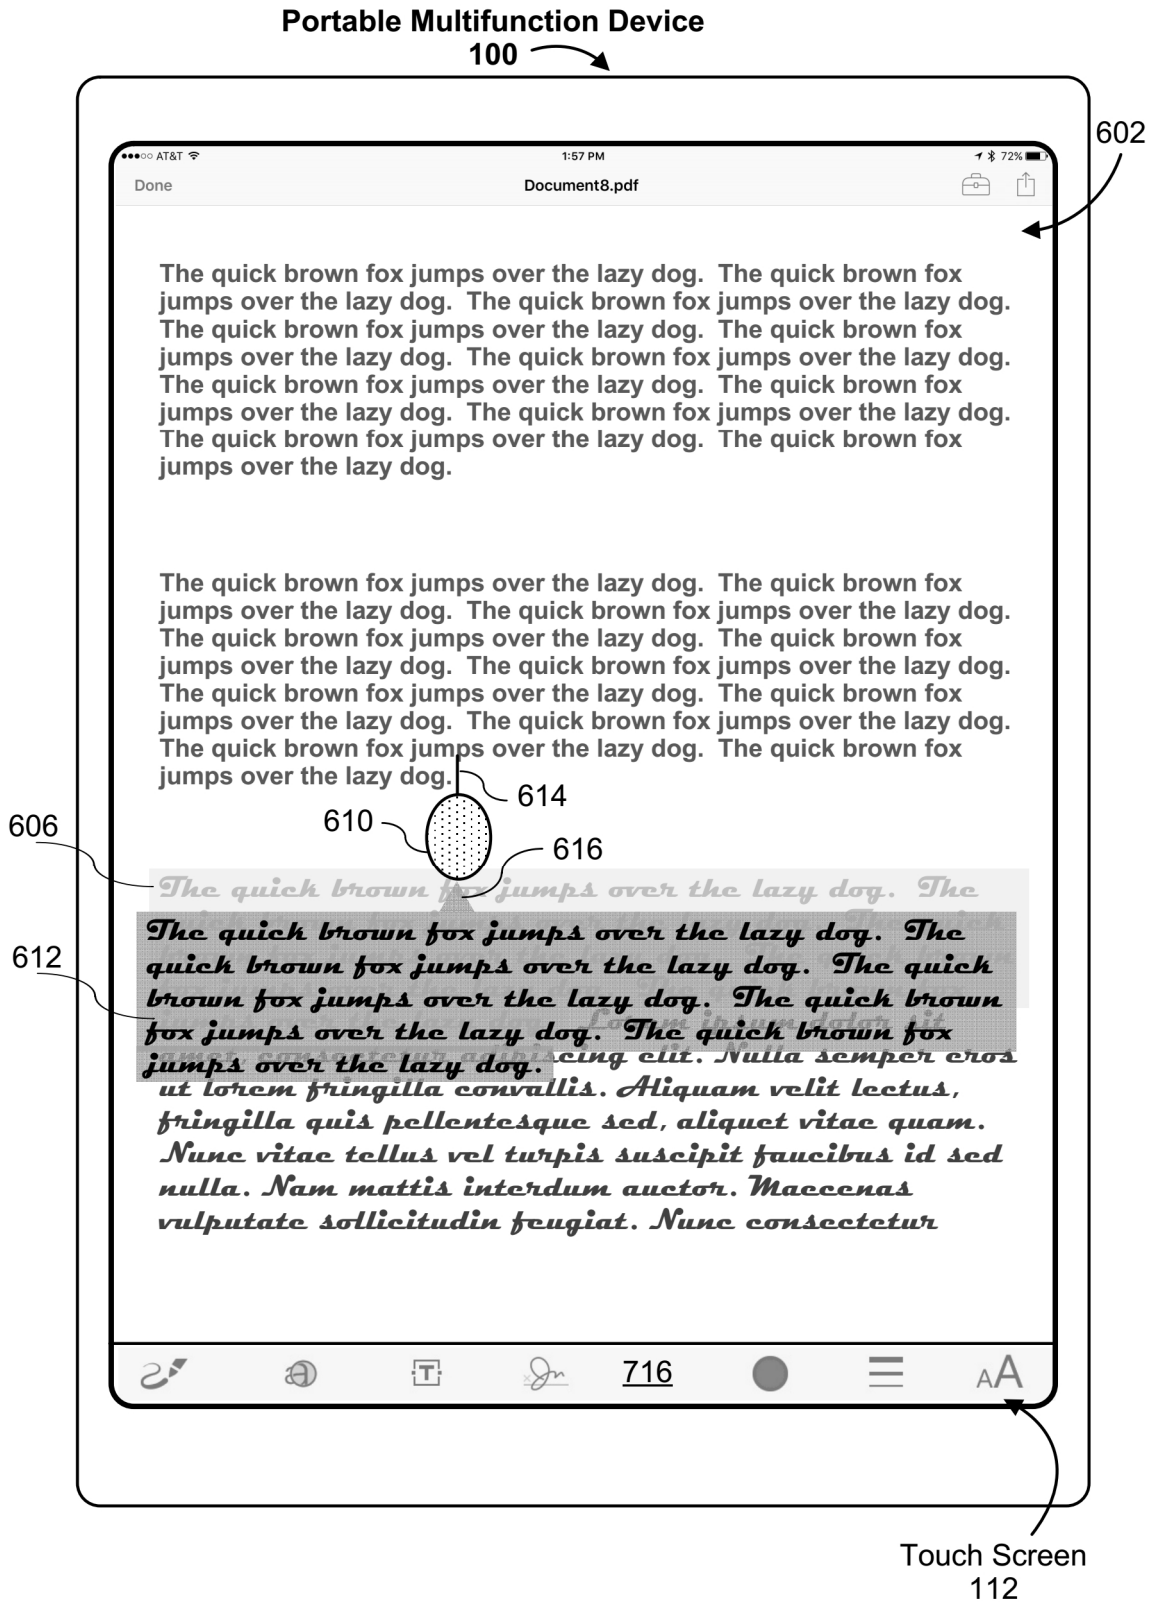 Portable Multifunction Device
100
602
AT&T 1:57 PM 72%
Done Document8.pdf
The quick brown fox jumps over the lazy dog. The quick brown fox
jumps over the lazy dog. The quick brown fox jumps over the lazy dog.
The quick brown fox jumps over the lazy dog. The quick brown fox
jumps over the lazy dog. The quick brown fox jumps over the lazy dog.
The quick brown fox jumps over the lazy dog. The quick brown fox
jumps over the lazy dog. The quick brown fox jumps over the lazy dog.
The quick brown fox jumps over the lazy dog. The quick brown fox
jumps over the lazy dog.
The quick brown fox jumps over the lazy dog. The quick brown fox
jumps over the lazy dog. The quick brown fox jumps over the lazy dog.
The quick brown fox jumps over the lazy dog. The quick brown fox
jumps over the lazy dog. The quick brown fox jumps over the lazy dog.
The quick brown fox jumps over the lazy dog. The quick brown fox
jumps over the lazy dog. The quick brown fox jumps over the lazy dog.
The quick brown fox jumps over the lazy dog. The quick brown fox
jumps over the lazy dog.
614
610
606
616
The quick brown fox jumps over the lazy dog. The
The quick brown fox jumps over the lazy dog. The
612
quick brown fox jumps over the lazy dog. The quick
brown fox jumps over the lazy dog. The quick brown
Lorem ipsum dolor sit
fox jumps over the lazy dog. The quick brown fox
amet, consectetur adipiscing elit. Nulla semper eros
jumps over the lazy dog.
ut lorem fringilla convallis. Aliquam velit lectus,
fringilla quis pellentesque sed, aliquet vitae quam.
Nunc vitae tellus vel turpis suscipit faucibus id sed
nulla. Nam mattis interdum auctor. Maecenas
vulputate sollicitudin feugiat. Nunc consectetur
716
AA
Touch Screen
112